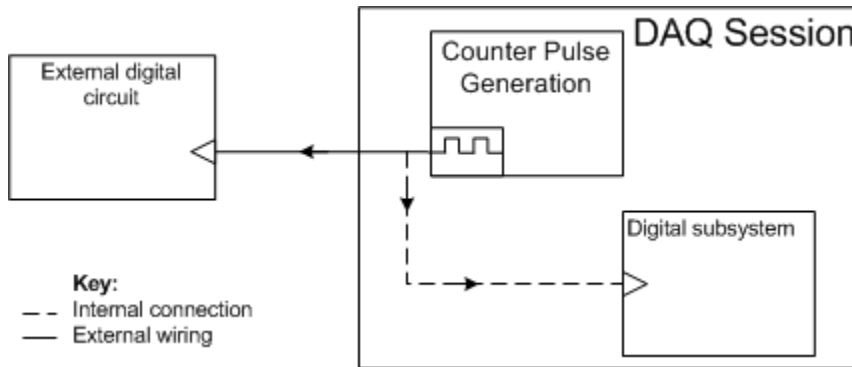 DAQ Session
Counter Pulse
Generation
External digital
circuit
Digital subsystem
Key:
Internal connection
External wiring